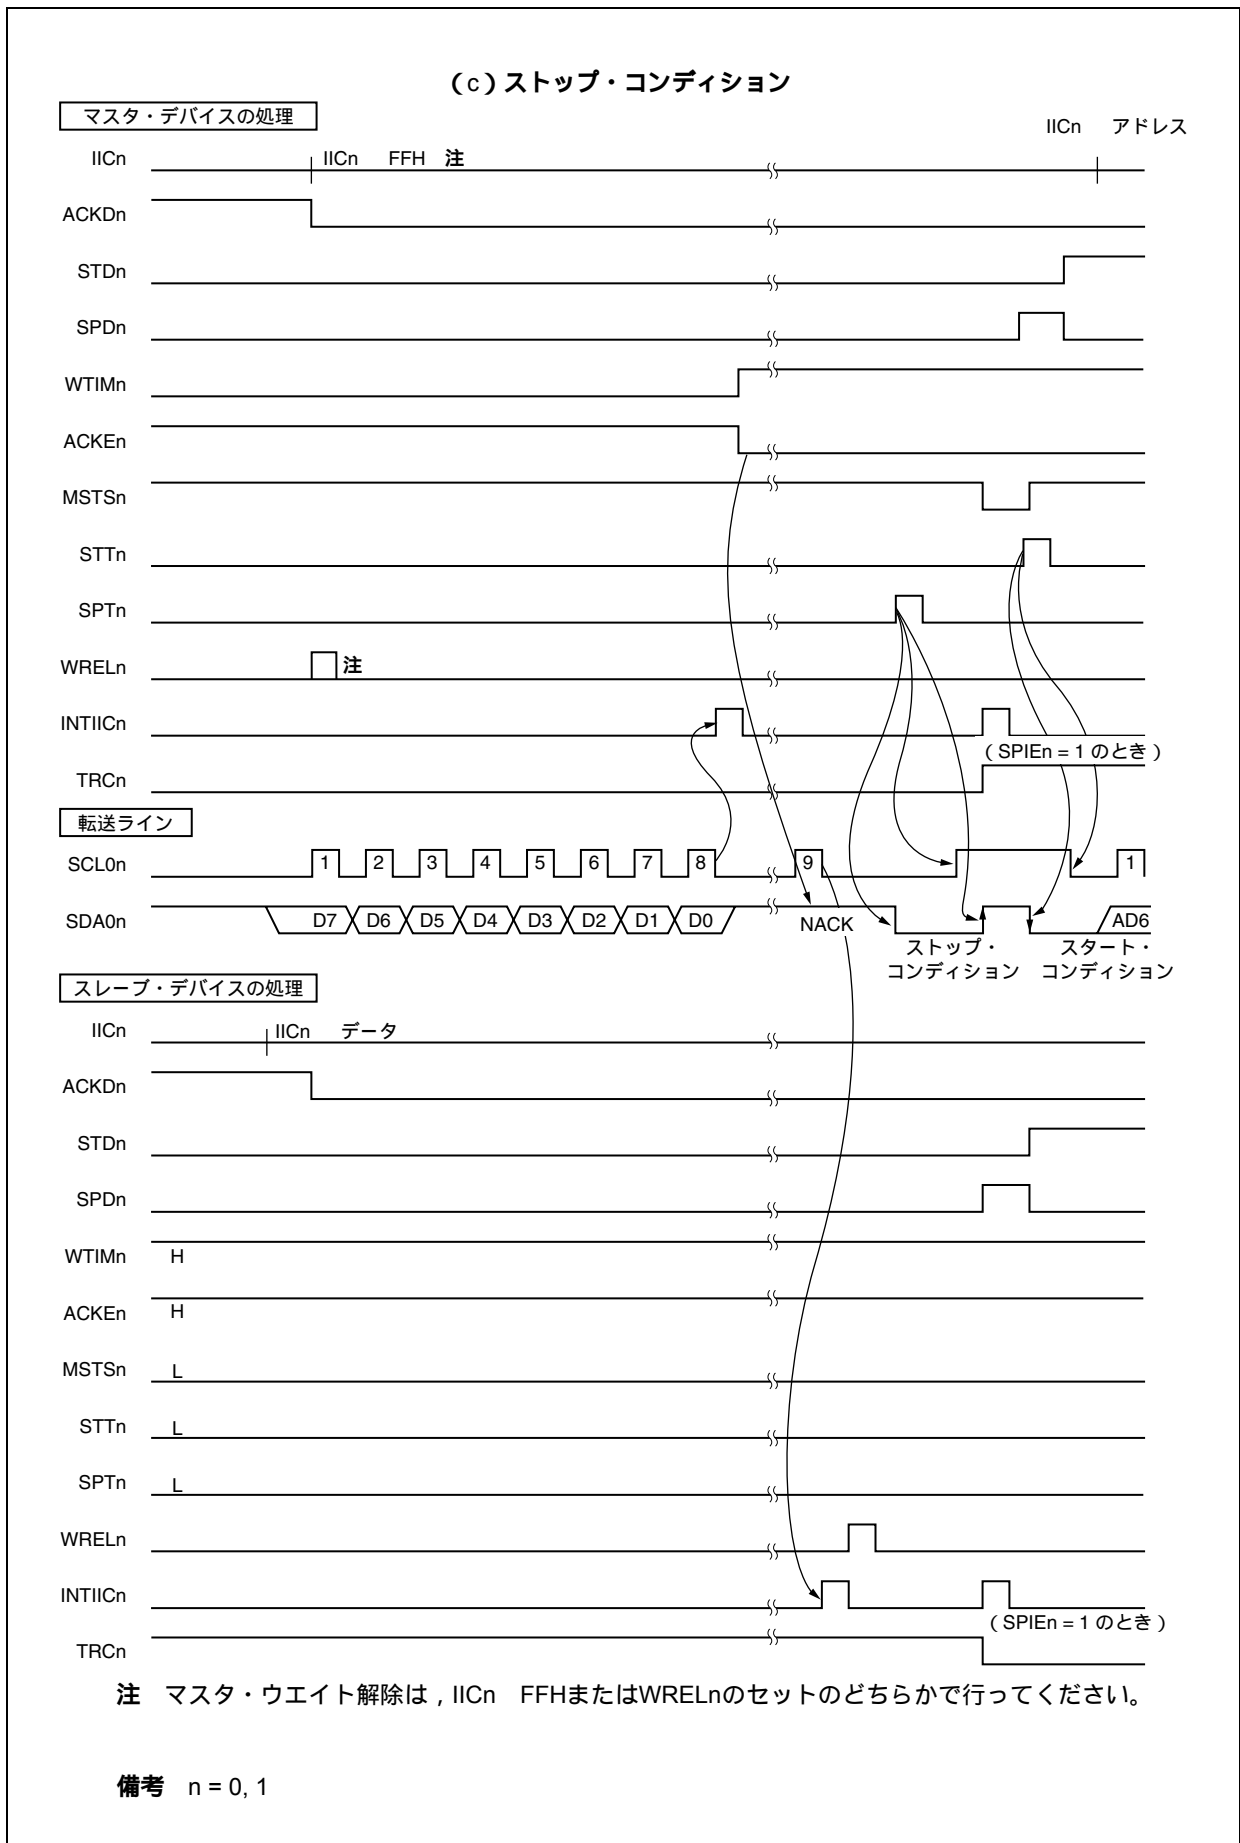 （c）ストップ・コンディション
マスタ・デバイスの処理
IICn アドレス
IICn
IICn FFH 注
ACKDn
STDn
SPDn
WTIMn
ACKEn
MSTSn
STTn
SPTn
WRELn
注
INTIICn
（SPIEn = 1 のとき）
TRCn
転送ライン
SCL0n
1 2 3 4 5 6 7 8 9 1
SDA0n
D7 D6 D5 D4 D3 D2 D1 D0 NACK AD6
ストップ・
コンディション
スタート・
コンディション
スレーブ・デバイスの処理
IICn
IICn データ
ACKDn
STDn
SPDn
WTIMn H
ACKEn H
MSTSn L
STTn L
SPTn L
WRELn
INTIICn
（SPIEn = 1 のとき）
TRCn
注 マスタ・ウエイト解除は，IICn FFHまたはWRELnのセットのどちらかで行ってください。
備考 n = 0, 1